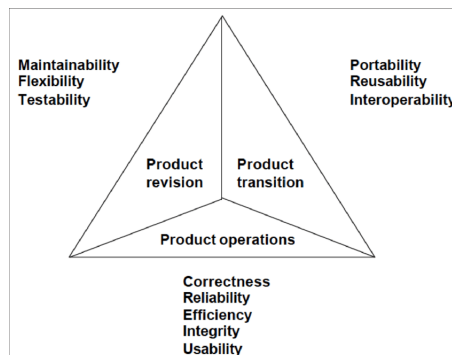 Maintainability
Flexibility
Testability
Portability
Reusability
Interoperability
Product
revision
Product
transition
Product operations
Correctness
Reliability
Efficiency
Integrity
Usability